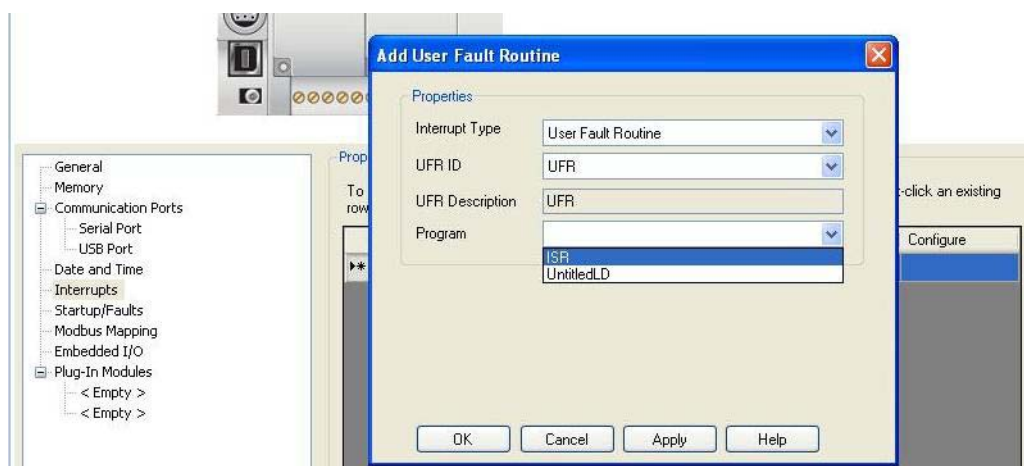 Add User Fault Routine
Properties
Interrupt Type
User Fault Routine
UFR ID
UFR
UFR Description
UFR
Program
ISR
UntitledLD
OK
Cancel
Apply
Help
General
Memory
Communication Ports
Serial Port
USB Port
Date and Time
Interrupts
Startup/Faults
Modbus Mapping
Embedded I/O
Plug-In Modules
< Empty >
< Empty >
Prop
To
row
-click an existing
Configure